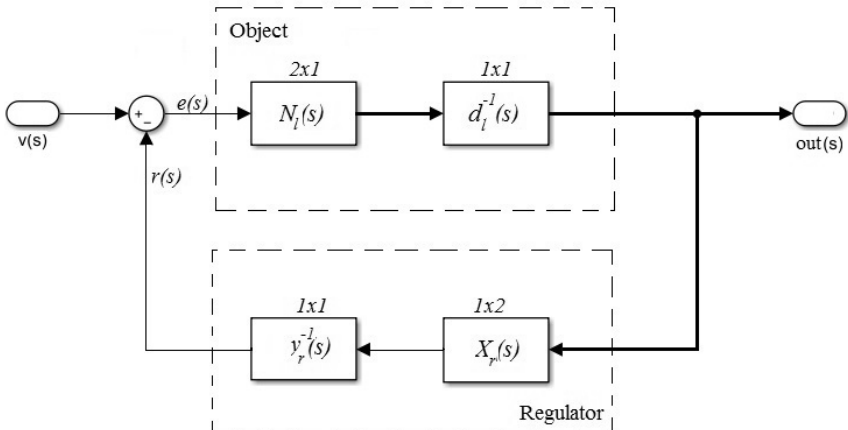 Object
2x1
1x1
N_l(s)
d_l^{-1}(s)
+
−
e(s)
v(s)
out(s)
r(s)
1x1
1x2
y_r^{-1}(s)
X_r(s)
Regulator